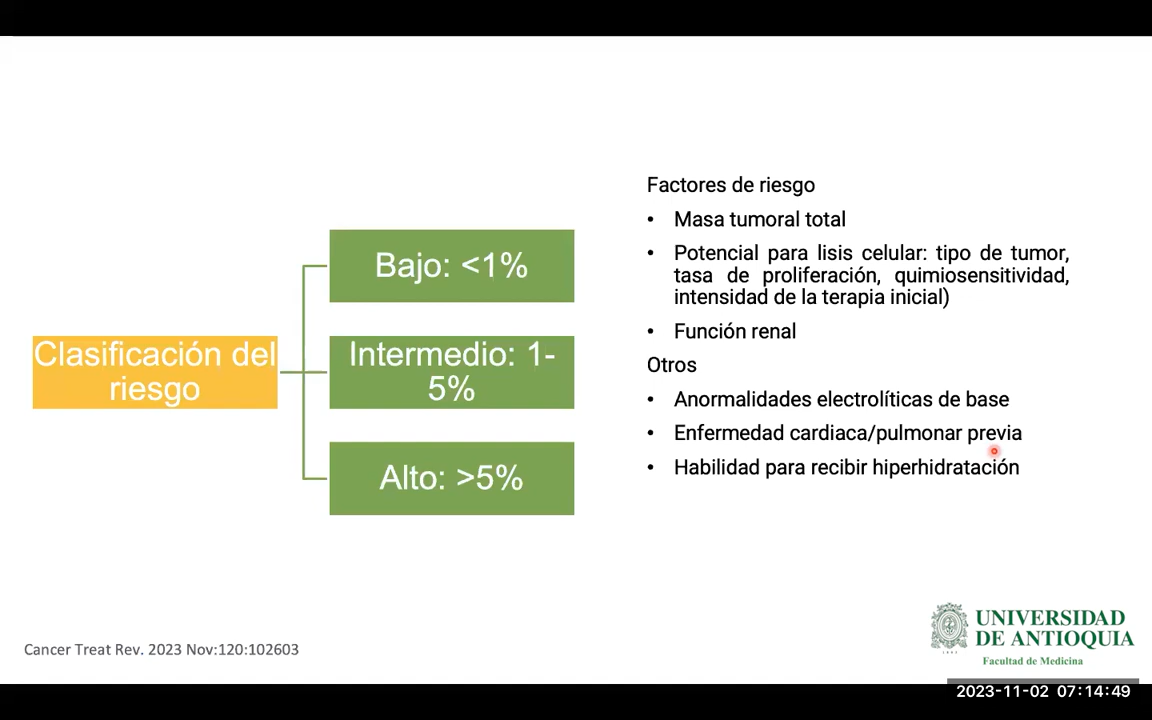 Clasificación del
riesgo
Bajo: <1%
Intermedio: 1-
5%
Alto: >5%
Factores de riesgo
• Masa tumoral total
• Potencial para lisis celular: tipo de tumor,
tasa de proliferación, quimiosensitividad,
intensidad de la terapia inicial)
• Función renal
Otros
• Anormalidades electrolíticas de base
• Enfermedad cardiaca/pulmonar previa
• Habilidad para recibir hiperhidratación
Cancer Treat Rev. 2023 Nov:120:102603
UNIVERSIDAD
DE ANTIOQUIA
Facultad de Medicina
2023-11-02 07:14:49